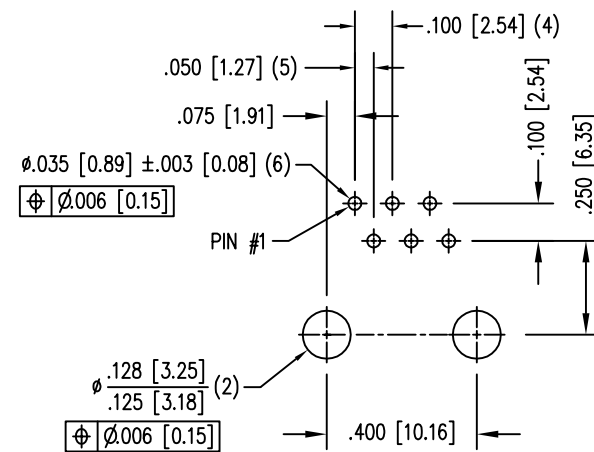 .100 [2.54] (4)
.050 [1.27] (5)
.075 [1.91]
.100 [2.54]
.250 [6.35]
ø.035 [0.89] ±.003 [0.08] (6)
⌖ Ø.006 [0.15]
PIN #1
ø .128 [3.25]
.125 [3.18] (2)
⌖ Ø.006 [0.15]
.400 [10.16]